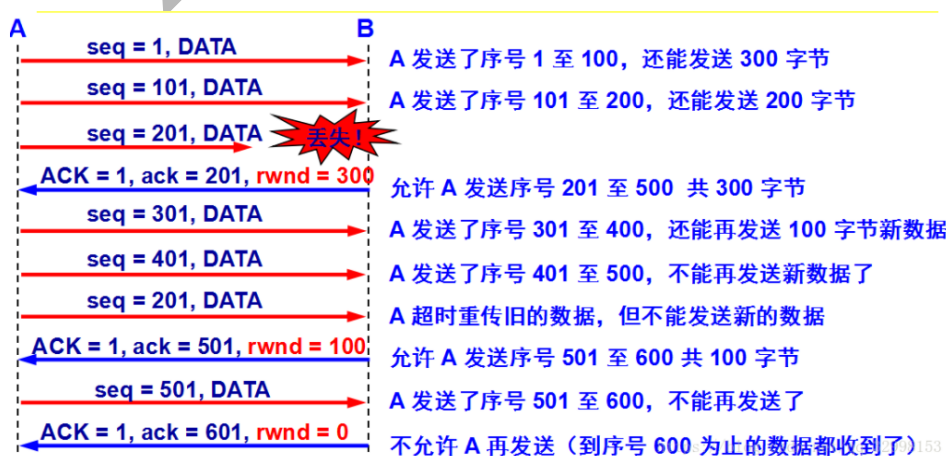 A B
seq = 1, DATA A 发送了序号 1 至 100，还能发送 300 字节
seq = 101, DATA A 发送了序号 101 至 200，还能发送 200 字节
seq = 201, DATA 丢失！
ACK = 1, ack = 201, rwnd = 300 允许 A 发送序号 201 至 500 共 300 字节
seq = 301, DATA A 发送了序号 301 至 400，还能再发送 100 字节新数据
seq = 401, DATA A 发送了序号 401 至 500，不能再发送新数据了
seq = 201, DATA A 超时重传旧的数据，但不能发送新的数据
ACK = 1, ack = 501, rwnd = 100 允许 A 发送序号 501 至 600 共 100 字节
seq = 501, DATA A 发送了序号 501 至 600，不能再发送了
ACK = 1, ack = 601, rwnd = 0 不允许 A 再发送（到序号 600 为止的数据都收到了）